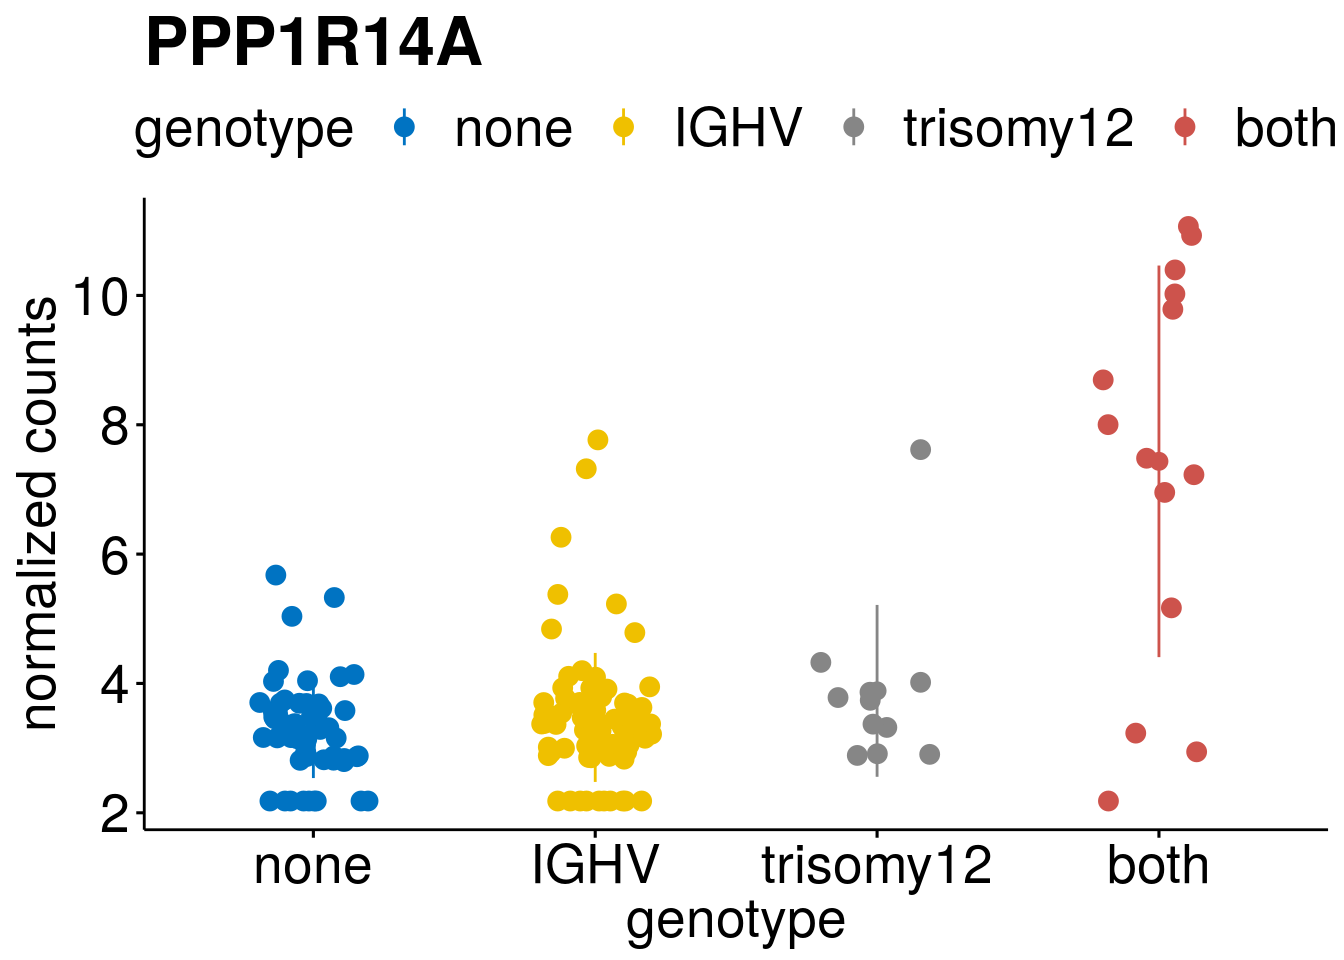 PPP1R14A
genotype none IGHV trisomy12 both
normalized counts
10
8
6
4
2
none IGHV trisomy12 both
genotype